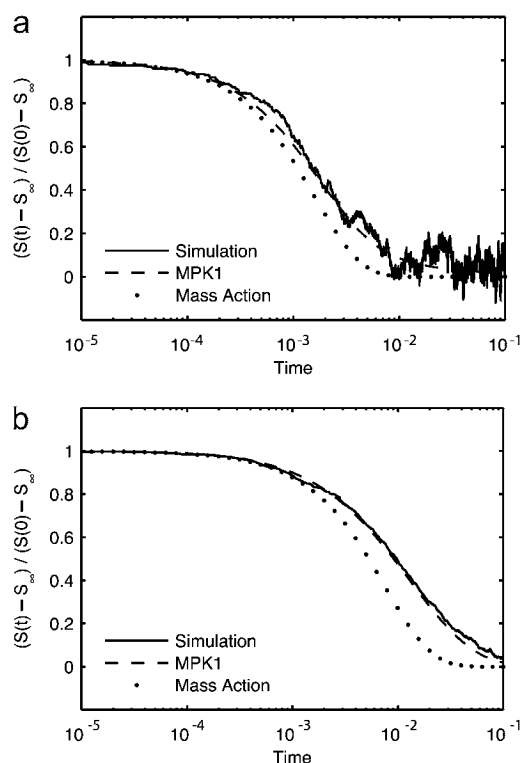 a
1
0.8
0.6
0.4
0.2
0
(S(t) − S∞) / (S(0) − S∞)
Simulation
MPK1
Mass Action
10⁻⁵ 10⁻⁴ 10⁻³ 10⁻² 10⁻¹
Time
b
1
0.8
0.6
0.4
0.2
0
(S(t) − S∞) / (S(0) − S∞)
Simulation
MPK1
Mass Action
10⁻⁵ 10⁻⁴ 10⁻³ 10⁻² 10⁻¹
Time